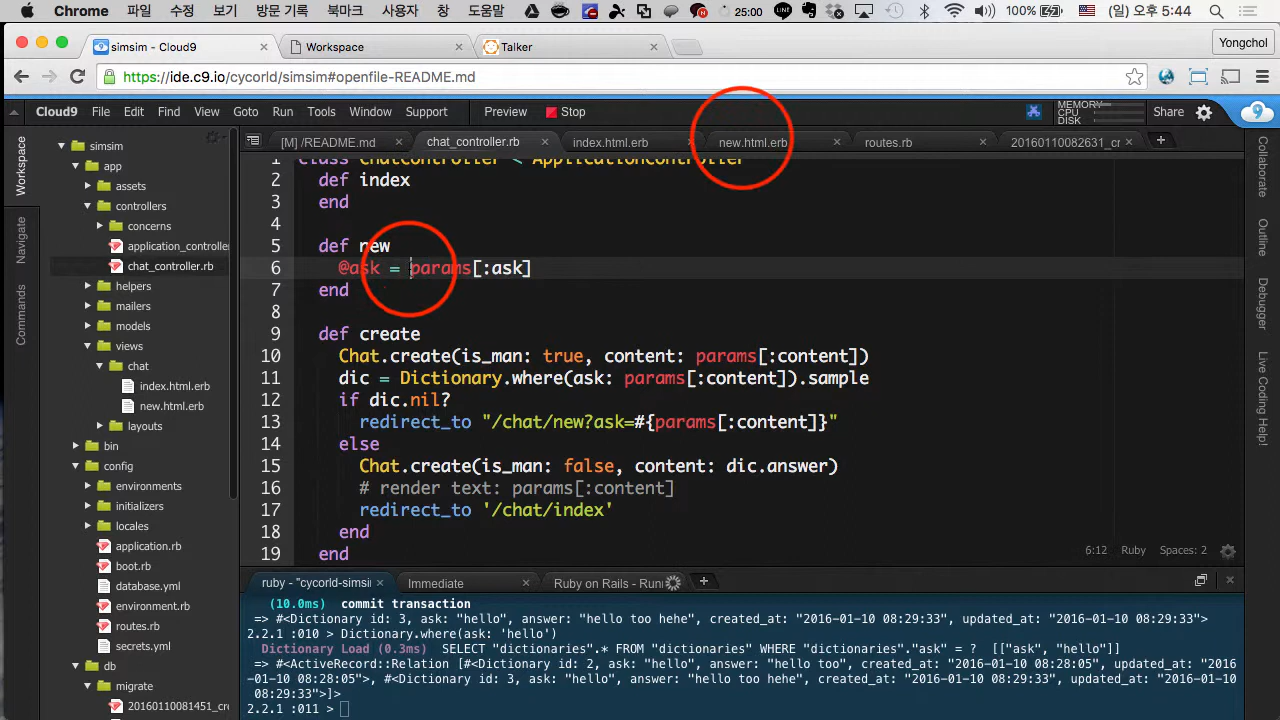 Chrome 파일 수정 보기 방문 기록 북마크 사용자 창 도움말 25:00 LINE 100% (일) 오후 5:44
simsim - Cloud9 × Workspace × Talker × Yongchol
https://ide.c9.io/cycorld/simsim#openfile-README.md
Cloud9 File Edit Find View Goto Run Tools Window Support Preview Stop MEMORY CPU DISK Share
[M] /README.md × chat_controller.rb × index.html.erb × new.html.erb × routes.rb × 20160110082631_cr ×
Workspace
Navigate
Commands
simsim
app
assets
controllers
concerns
application_controlle
chat_controller.rb
helpers
mailers
models
views
chat
index.html.erb
new.html.erb
layouts
bin
config
environments
initializers
locales
application.rb
boot.rb
database.yml
environment.rb
routes.rb
secrets.yml
db
migrate
20160110081451_cr
1 class ChatController < ApplicationController
2 def index
3 end
4
5 def new
6 @ask = params[:ask]
7 end
8
9 def create
10 Chat.create(is_man: true, content: params[:content])
11 dic = Dictionary.where(ask: params[:content]).sample
12 if dic.nil?
13 redirect_to "/chat/new?ask=#{params[:content]}"
14 else
15 Chat.create(is_man: false, content: dic.answer)
16 # render text: params[:content]
17 redirect_to '/chat/index'
18 end
19 end
6:12 Ruby Spaces: 2
Collaborate
Outline
Debugger
Live Coding Help!
ruby - "cycorld-simsi × Immediate × Ruby on Rails - Run
(10.0ms) commit transaction
=> #<Dictionary id: 3, ask: "hello", answer: "hello too hehe", created_at: "2016-01-10 08:29:33", updated_at: "2016-01-10 08:29:33">
2.2.1 :010 > Dictionary.where(ask: 'hello')
Dictionary Load (0.3ms) SELECT "dictionaries".* FROM "dictionaries" WHERE "dictionaries"."ask" = ? [["ask", "hello"]]
=> #<ActiveRecord::Relation [#<Dictionary id: 2, ask: "hello", answer: "hello too", created_at: "2016-01-10 08:28:05", updated_at: "2016
-01-10 08:28:05">, #<Dictionary id: 3, ask: "hello", answer: "hello too hehe", created_at: "2016-01-10 08:29:33", updated_at: "2016-01-10
08:29:33">]>
2.2.1 :011 >